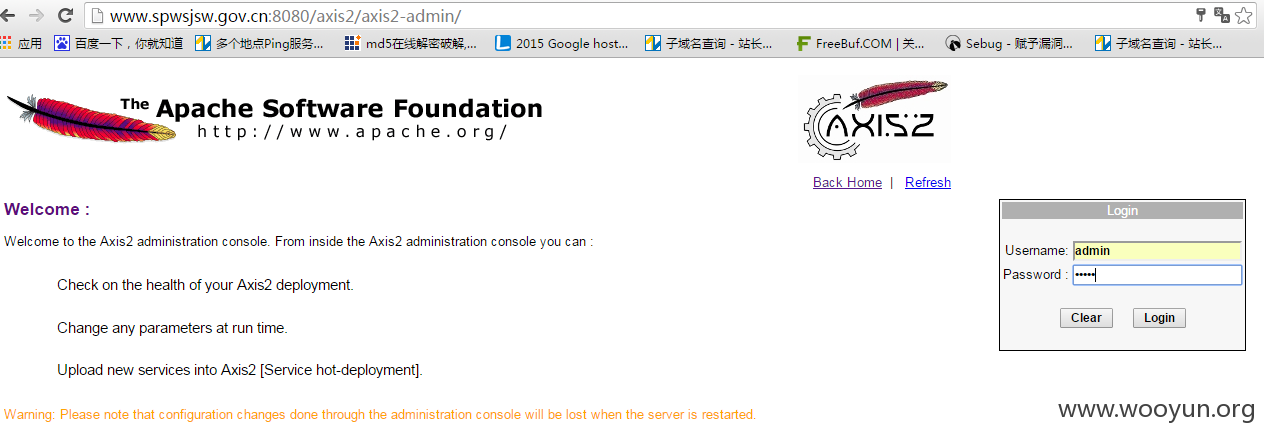 www.spwsjsw.gov.cn:8080/axis2/axis2-admin/
应用 百度一下，你就知道 多个地点Ping服务... md5在线解密破解,... 2015 Google host... 子域名查询 - 站长... FreeBuf.COM | 关... Sebug - 赋予漏洞... 子域名查询 - 站长...
The Apache Software Foundation
http://www.apache.org/
AXIS2
Back Home | Refresh
Welcome :
Login
Welcome to the Axis2 administration console. From inside the Axis2 administration console you can :
Username: admin
Password : •••••
Check on the health of your Axis2 deployment.
Clear Login
Change any parameters at run time.
Upload new services into Axis2 [Service hot-deployment].
Warning: Please note that configuration changes done through the administration console will be lost when the server is restarted.
www.wooyun.org